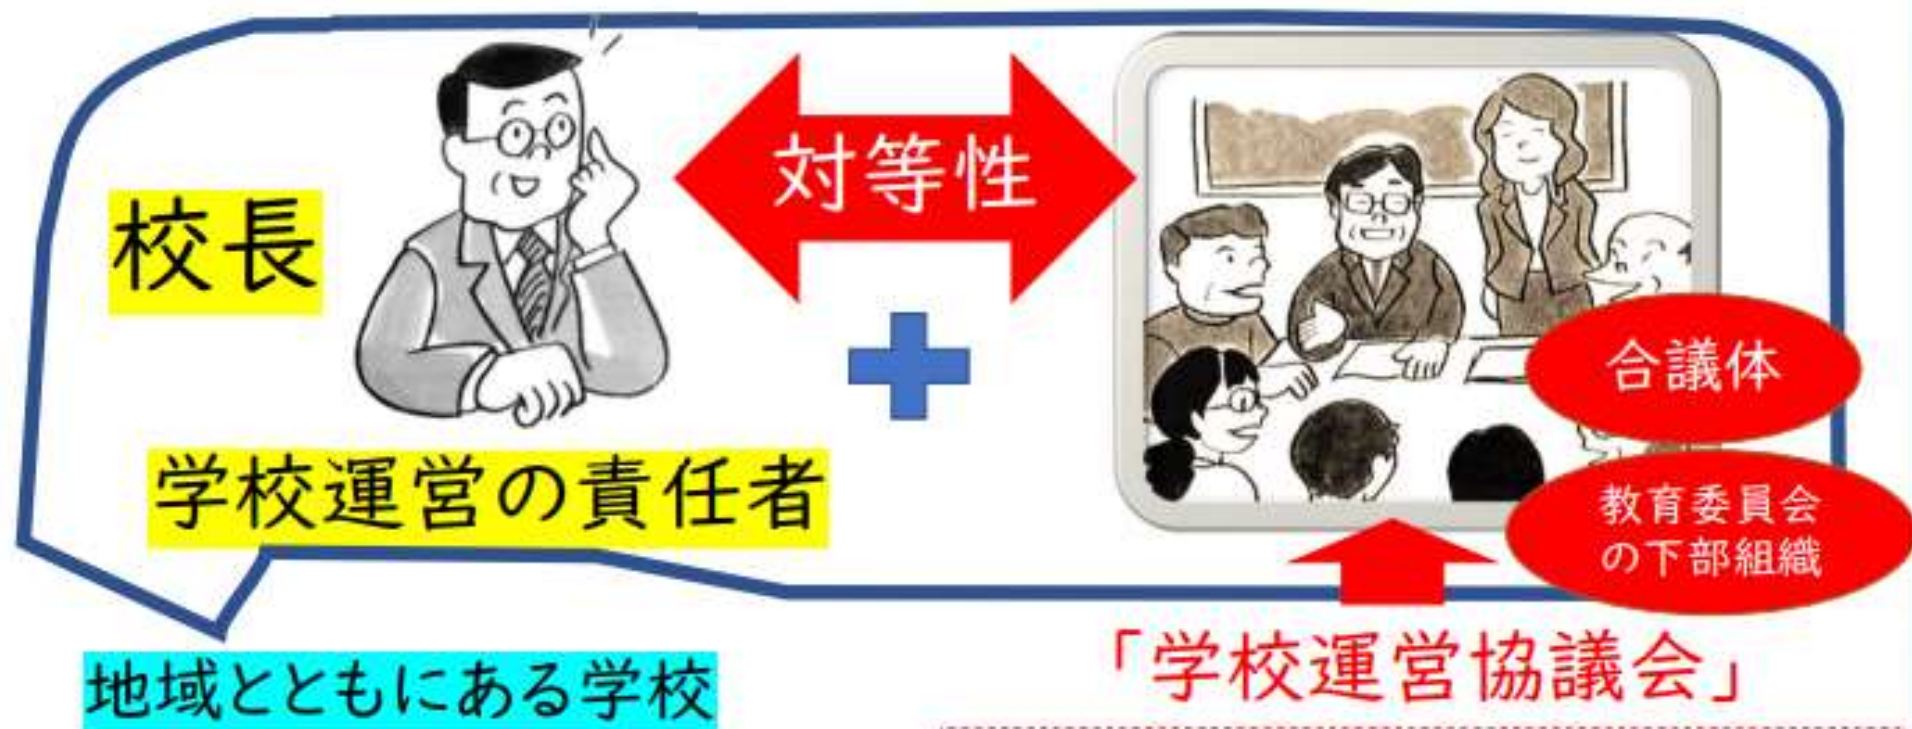 対等性
校長
合議体
学校運営の責任者
教育委員会
の下部組織
「学校運営協議会」
地域とともにある学校